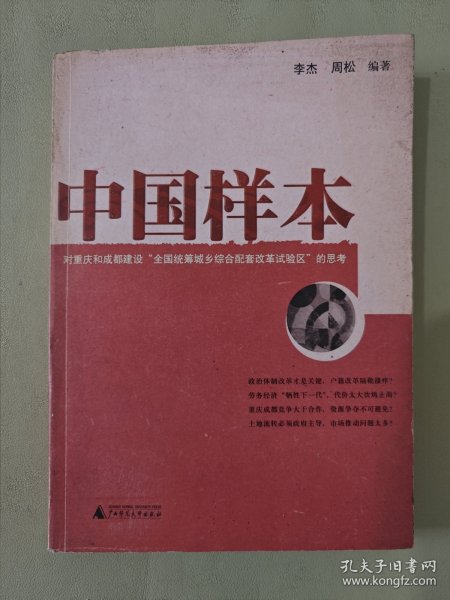 李杰 周松 编著
中国样本
对重庆和成都建设“全国统筹城乡综合配套改革试验区”的思考
政治体制改革才是关键，户籍改革隔靴搔痒？
劳务经济“牺牲下一代”，代价太大饮鸩止渴？
重庆成都竞争大于合作，资源争夺不可避免？
土地流转必须政府主导，市场推动问题太多？
广西师范大学出版社
孔夫子旧书网
www.kongfz.com